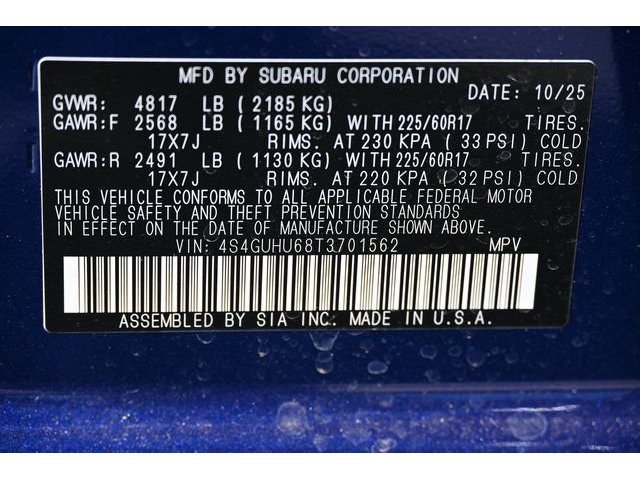 MFD BY SUBARU CORPORATION
GVWR: 4817 LB ( 2185 KG) DATE: 10/25
GAWR:F 2568 LB ( 1165 KG) WITH 225/60R17 TIRES.
17X7J RIMS. AT 230 KPA ( 33 PSI) COLD
GAWR:R 2491 LB ( 1130 KG) WITH 225/60R17 TIRES.
17X7J RIMS. AT 220 KPA ( 32 PSI) COLD
THIS VEHICLE CONFORMS TO ALL APPLICABLE FEDERAL MOTOR
VEHICLE SAFETY AND THEFT PREVENTION STANDARDS
IN EFFECT ON THE DATE OF MANUFACTURE SHOWN ABOVE.
VIN: 4S4GUHU68T3701562 MPV
ASSEMBLED BY SIA INC. MADE IN U.S.A.